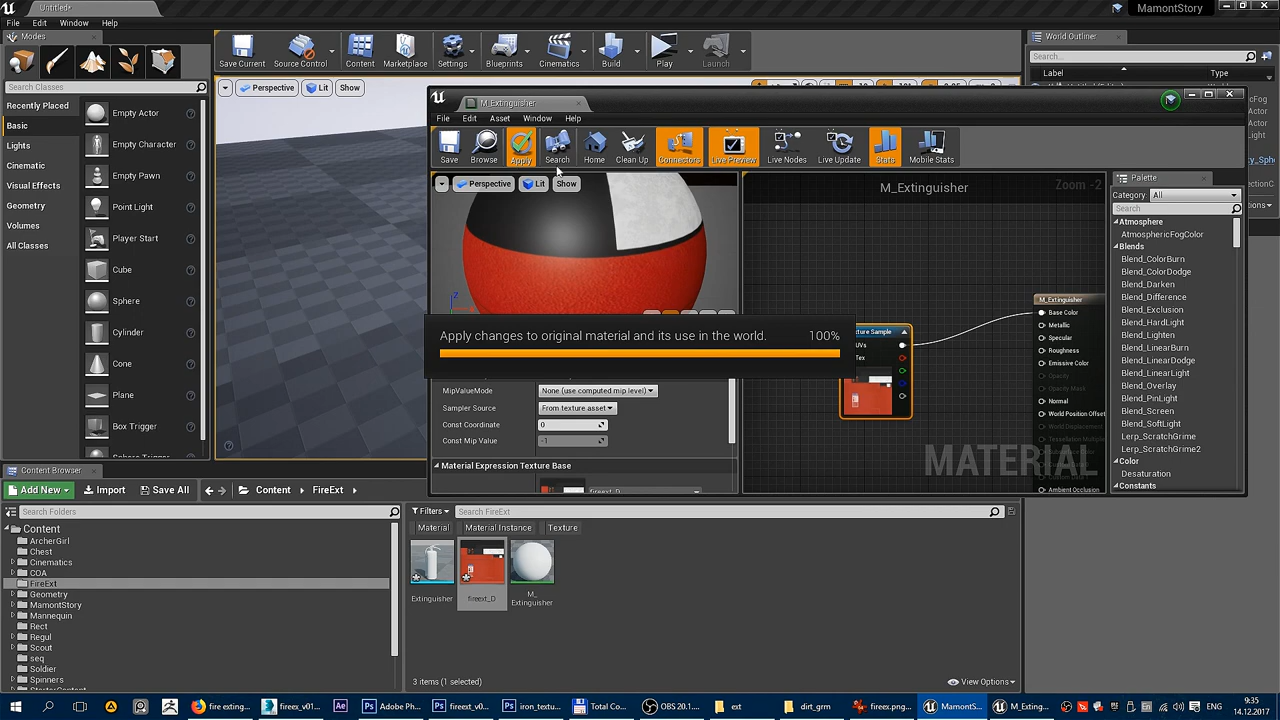 Untitled*
MamontStory
File Edit Window Help
Modes
World Outliner
Save Current
Source Control
Content
Marketplace
Settings
Blueprints
Cinematics
Build
Play
Launch
Search...
Label
Type
Search Classes
Perspective
Lit
Show
Recently Placed
Basic
Lights
Cinematic
Visual Effects
Geometry
Volumes
All Classes
Empty Actor
Empty Character
Empty Pawn
Point Light
Player Start
Cube
Sphere
Cylinder
Cone
Plane
Box Trigger
M_Extinguisher
File Edit Asset Window Help
Save
Browse
Apply
Search
Home
Clean Up
Connectors
Live Preview
Live Nodes
Live Update
Stats
Mobile Stats
Perspective
Lit
Show
M_Extinguisher
Zoom -2
Palette
Category: All
Search
Atmosphere
AtmosphericFogColor
Blends
Blend_ColorBurn
Blend_ColorDodge
Blend_Darken
Blend_Difference
Blend_Exclusion
Blend_HardLight
Blend_Lighten
Blend_LinearBurn
Blend_LinearDodge
Blend_LinearLight
Blend_Overlay
Blend_PinLight
Blend_Screen
Blend_SoftLight
Lerp_ScratchGrime
Lerp_ScratchGrime2
Color
Desaturation
Constants
Apply changes to original material and its use in the world. 100%
MipValueMode None (use computed mip level)
Sampler Source From texture asset
Const Coordinate 0
Const Mip Value -1
Material Expression Texture Base
fireext_D
xture Sample
UVs
Tex
M_Extinguisher
Base Color
Metallic
Specular
Roughness
Emissive Color
Opacity
Opacity Mask
Normal
World Position Offset
World Displacement
Ambient Occlusion
MATERIAL
Content Browser
Add New
Import
Save All
Content
FireExt
Search Folders
Filters
Search FireExt
Material
Material Instance
Texture
Content
ArcherGirl
Chest
Cinematics
COA
FireExt
Geometry
MamontStory
Mannequin
Rect
Regul
Scout
seq
Soldier
Spinners
StarterContent
Extinguisher
fireext_D
M_
Extinguisher
3 items (1 selected)
View Options
fire exting...
fireex_v01...
Adobe Ph...
fireext_v0...
iron_textu...
Total Co...
OBS 20.1...
ext
dirt_grm
fireex.png...
MamontS...
M_Exting...
9:35
14.12.2017